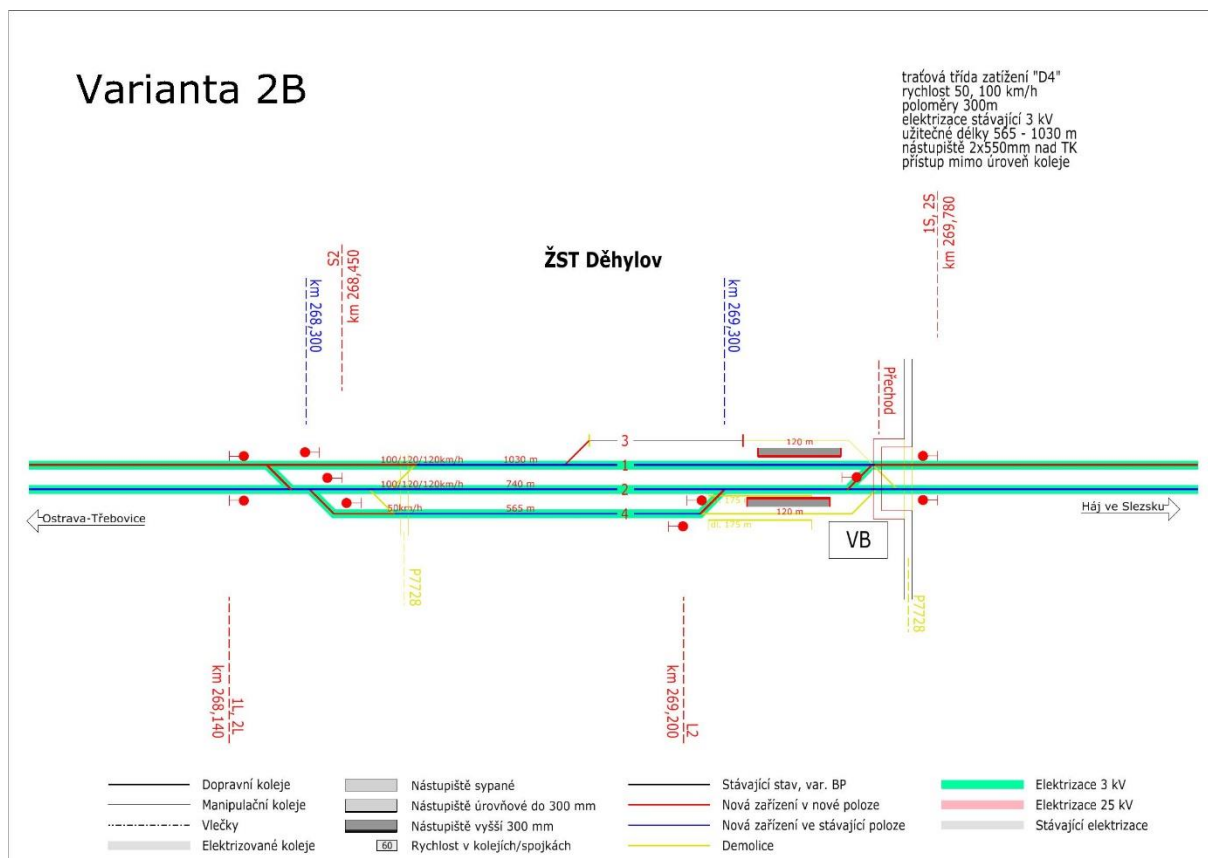 Varianta 2B
traťová třída zatížení "D4"
rychlost 50, 100 km/h
poloměry 300m
elektrizace stávající 3 kV
užitečné délky 565 - 1030 m
nástupiště 2x550mm nad TK
přístup mimo úroveň koleje
1S, 2S
km 269,780
S2
km 268,450
ŽST Děhylov
km 268,300
km 269,300
Přechod
3
120 m
100/120/120km/h
1030 m
1
100/120/120km/h
740 m
2
175 m
50km/h
565 m
4
120 m
dl. 175 m
Ostrava-Třebovice
Háj ve Slezsku
VB
P7728
P7728
1L, 2L
km 268,140
L2
km 269,200
Dopravní koleje
Manipulační koleje
Vlečky
Elektrizované koleje
Nástupiště sypané
Nástupiště úrovňové do 300 mm
Nástupiště vyšší 300 mm
60 Rychlost v kolejích/spojkách
Stávající stav, var. BP
Nová zařízení v nové poloze
Nová zařízení ve stávající poloze
Demolice
Elektrizace 3 kV
Elektrizace 25 kV
Stávající elektrizace